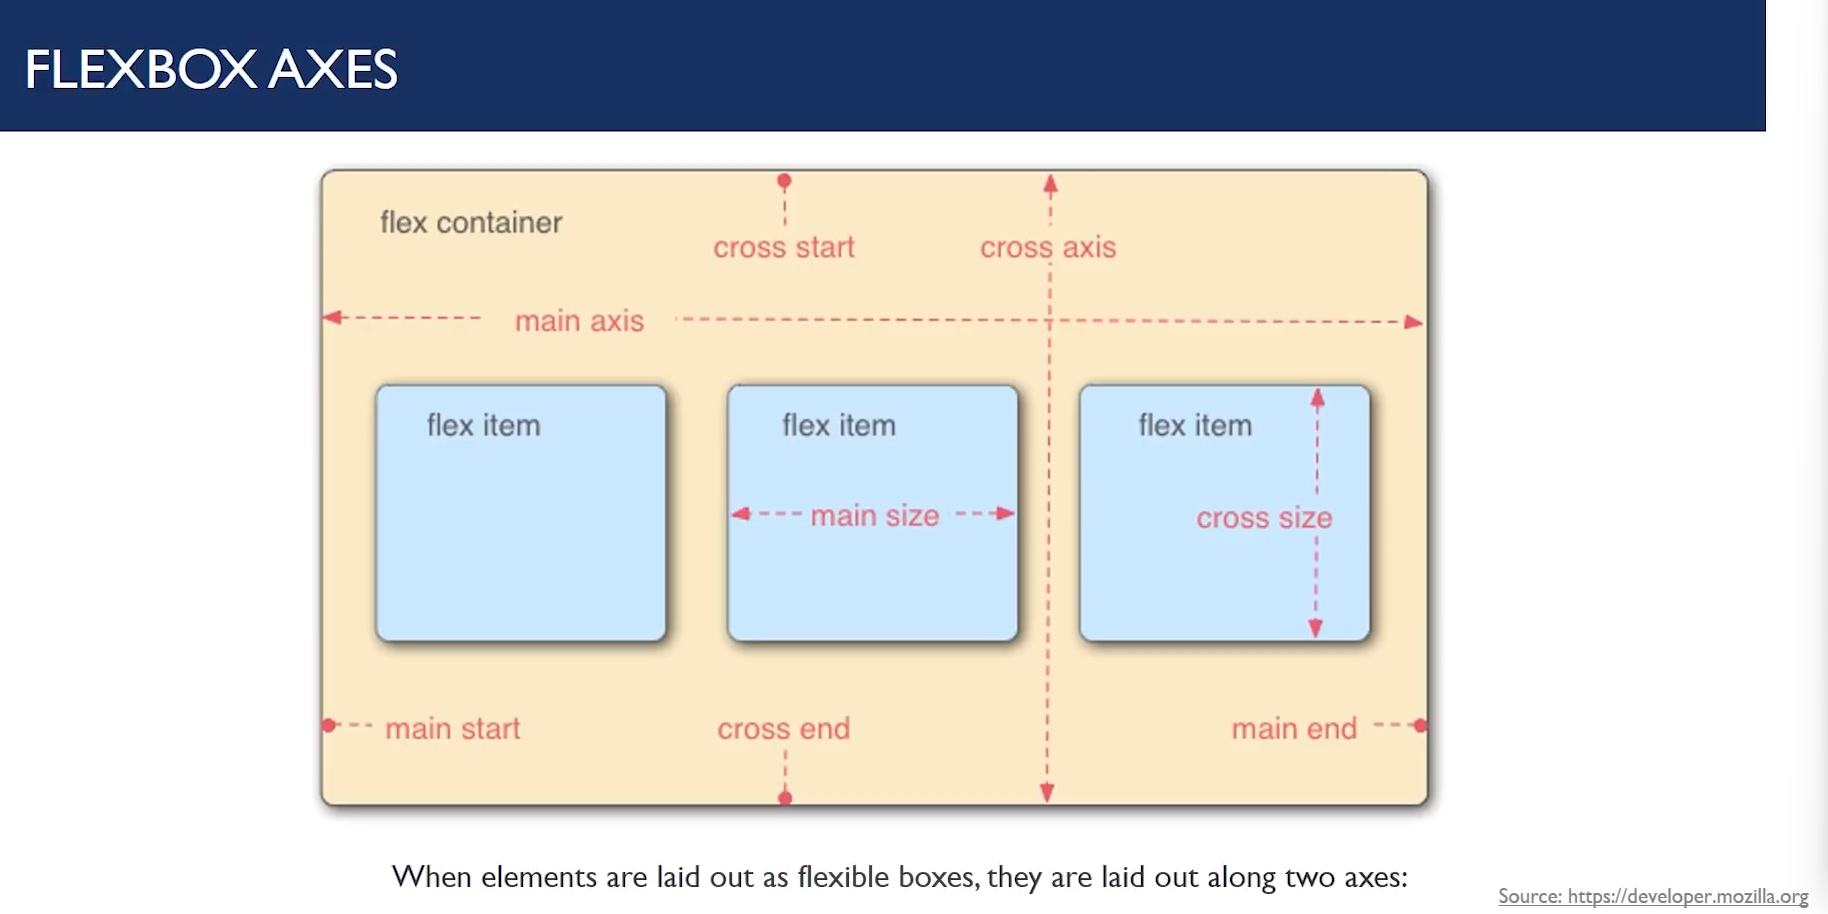 FLEXBOX AXES
flex container
cross start
cross axis
main axis
flex item
flex item
flex item
main size
cross size
main start
cross end
main end
When elements are laid out as flexible boxes, they are laid out along two axes:
Source: https://developer.mozilla.org